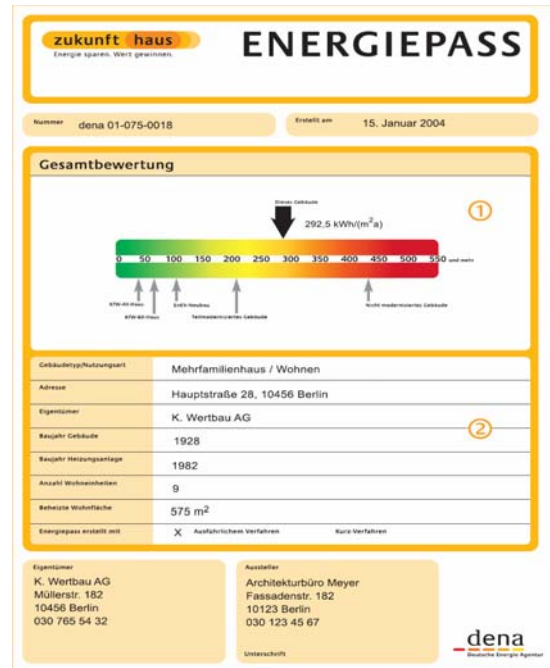 zukunft haus
Energie sparen. Wert gewinnen.
ENERGIEPASS
Nummer dena 01-075-0018
Erstellt am 15. Januar 2004
Gesamtbewertung
Dieses Gebäude
292,5 kWh/(m²a)
1
0 50 100 150 200 250 300 350 400 450 500 550 und mehr
KfW-40-Haus
KfW-60-Haus
EnEV-Neubau
Teilmodernisiertes Gebäude
Nicht modernisiertes Gebäude
Gebäudetyp/Nutzungsart Mehrfamilienhaus / Wohnen
Adresse Hauptstraße 28, 10456 Berlin
Eigentümer K. Wertbau AG
2
Baujahr Gebäude 1928
Baujahr Heizungsanlage 1982
Anzahl Wohneinheiten 9
Beheizte Wohnfläche 575 m²
Energiepass erstellt mit X Ausführlichem Verfahren Kurz-Verfahren
Eigentümer
K. Wertbau AG
Müllerstr. 182
10456 Berlin
030 765 54 32
Aussteller
Architekturbüro Meyer
Fassadenstr. 182
10123 Berlin
030 123 45 67
Unterschrift
dena
Deutsche Energie-Agentur